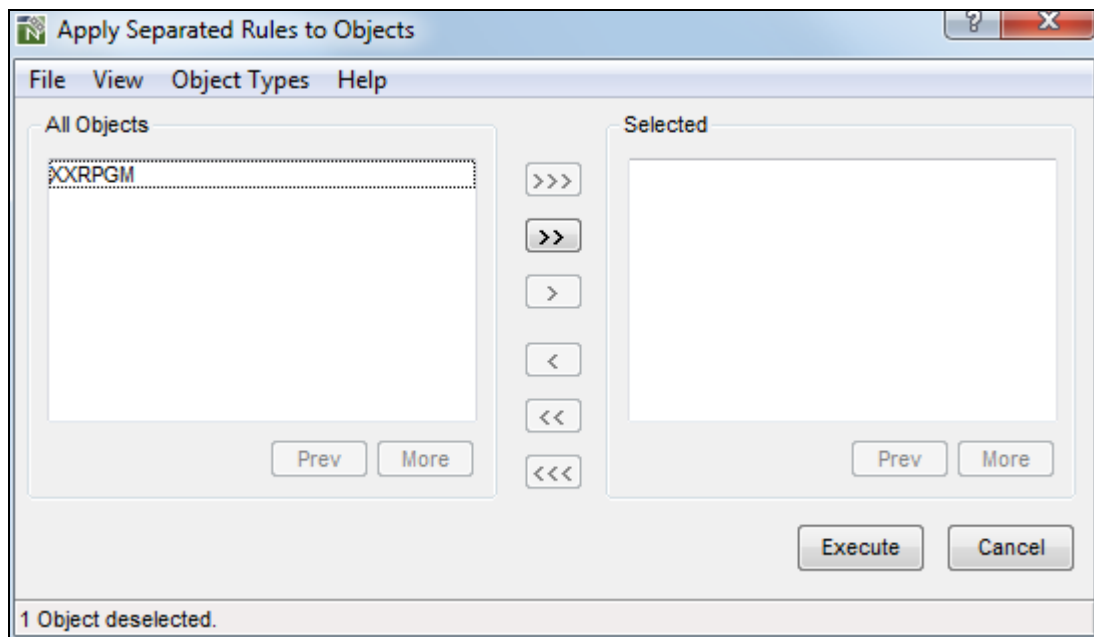 Apply Separated Rules to Objects
? X
File View Object Types Help
All Objects
XXRPGM
Prev More
>>>
>>
>
<
<<
<<<
Selected
Prev More
Execute Cancel
1 Object deselected.